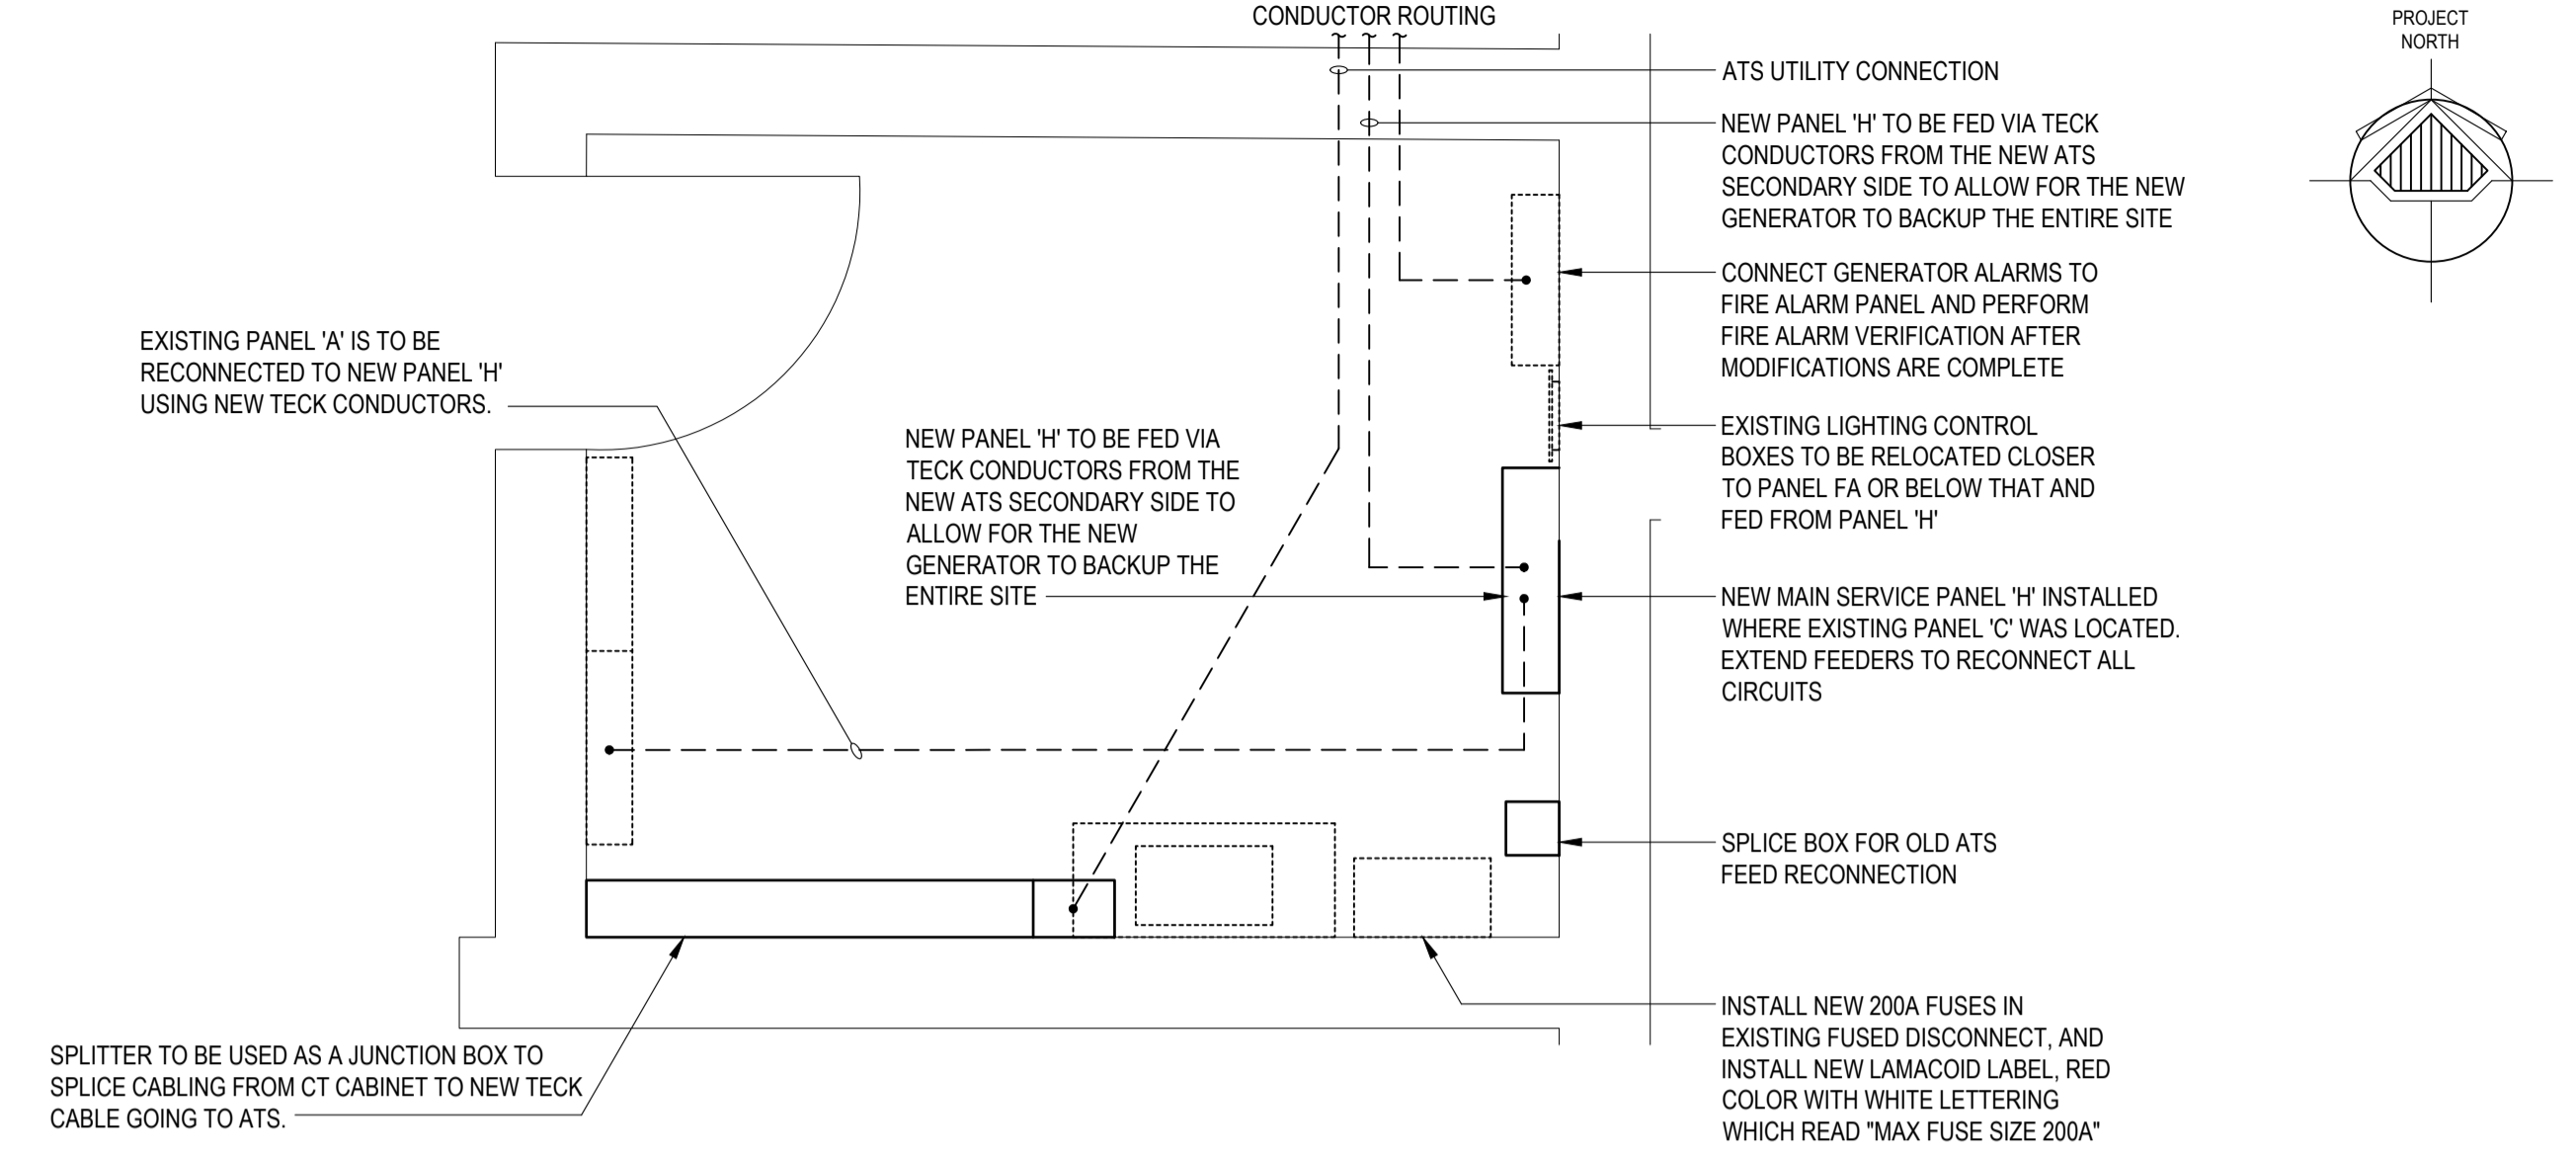 CONDUCTOR ROUTING
PROJECT
NORTH
ATS UTILITY CONNECTION
NEW PANEL 'H' TO BE FED VIA TECK
CONDUCTORS FROM THE NEW ATS
SECONDARY SIDE TO ALLOW FOR THE NEW
GENERATOR TO BACKUP THE ENTIRE SITE
CONNECT GENERATOR ALARMS TO
FIRE ALARM PANEL AND PERFORM
FIRE ALARM VERIFICATION AFTER
MODIFICATIONS ARE COMPLETE
EXISTING PANEL 'A' IS TO BE
RECONNECTED TO NEW PANEL 'H'
USING NEW TECK CONDUCTORS.
NEW PANEL 'H' TO BE FED VIA
TECK CONDUCTORS FROM THE
NEW ATS SECONDARY SIDE TO
ALLOW FOR THE NEW
GENERATOR TO BACKUP THE
ENTIRE SITE
EXISTING LIGHTING CONTROL
BOXES TO BE RELOCATED CLOSER
TO PANEL FA OR BELOW THAT AND
FED FROM PANEL 'H'
NEW MAIN SERVICE PANEL 'H' INSTALLED
WHERE EXISTING PANEL 'C' WAS LOCATED.
EXTEND FEEDERS TO RECONNECT ALL
CIRCUITS
SPLICE BOX FOR OLD ATS
FEED RECONNECTION
INSTALL NEW 200A FUSES IN
EXISTING FUSED DISCONNECT, AND
INSTALL NEW LAMACOID LABEL, RED
COLOR WITH WHITE LETTERING
WHICH READ "MAX FUSE SIZE 200A"
SPLITTER TO BE USED AS A JUNCTION BOX TO
SPLICE CABLING FROM CT CABINET TO NEW TECK
CABLE GOING TO ATS.